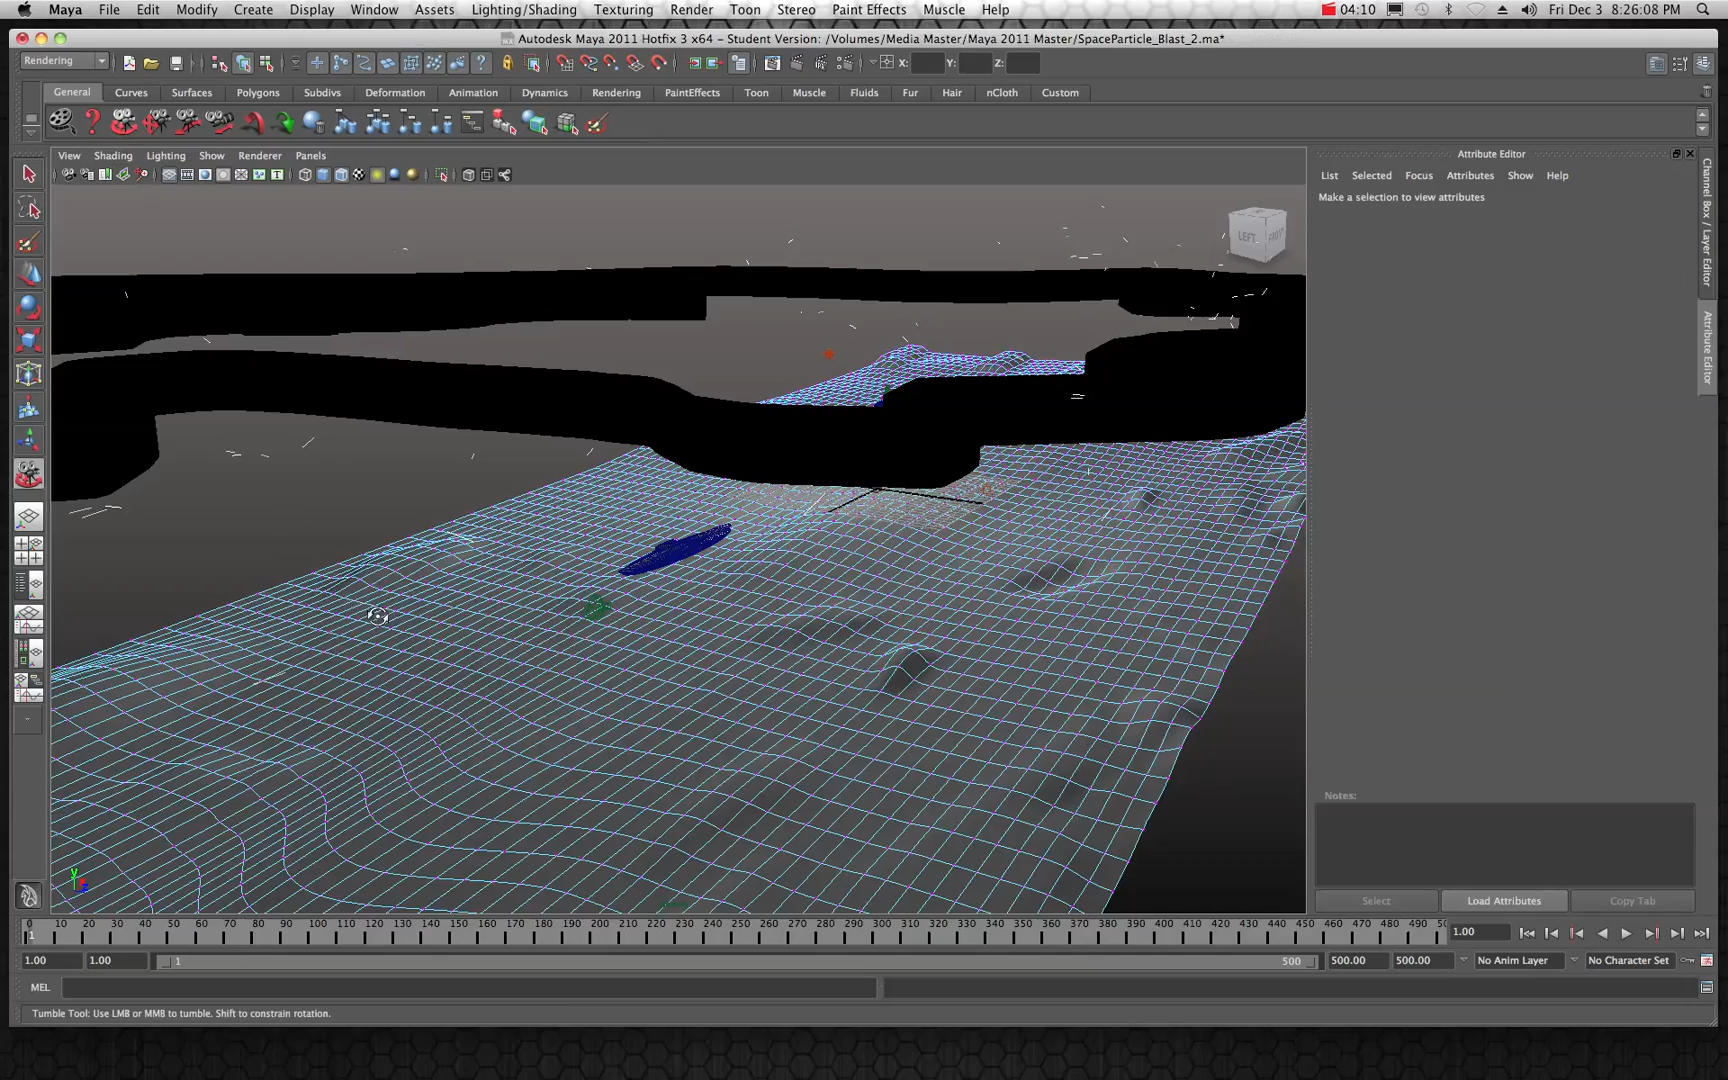 Maya File Edit Modify Create Display Window Assets Lighting/Shading Texturing Render Toon Stereo Paint Effects Muscle Help 04:10 Fri Dec 3 8:26:08 PM
Autodesk Maya 2011 Hotfix 3 x64 - Student Version: /Volumes/Media Master/Maya 2011 Master/SpaceParticle_Blast_2.ma*
Rendering X: Y: Z:
General Curves Surfaces Polygons Subdivs Deformation Animation Dynamics Rendering PaintEffects Toon Muscle Fluids Fur Hair nCloth Custom
View Shading Lighting Show Renderer Panels
Attribute Editor
List Selected Focus Attributes Show Help
Make a selection to view attributes
Channel Box / Layer Editor
Attribute Editor
LEFT FRONT
Notes:
y
Select Load Attributes Copy Tab
0 10 20 30 40 50 60 70 80 90 100 110 120 130 140 150 160 170 180 190 200 210 220 230 240 250 260 270 280 290 300 310 320 330 340 350 360 370 380 390 400 410 420 430 440 450 460 470 480 490
1 1.00
1.00 1.00 1 500 500.00 500.00 No Anim Layer No Character Set
MEL
Tumble Tool: Use LMB or MMB to tumble. Shift to constrain rotation.